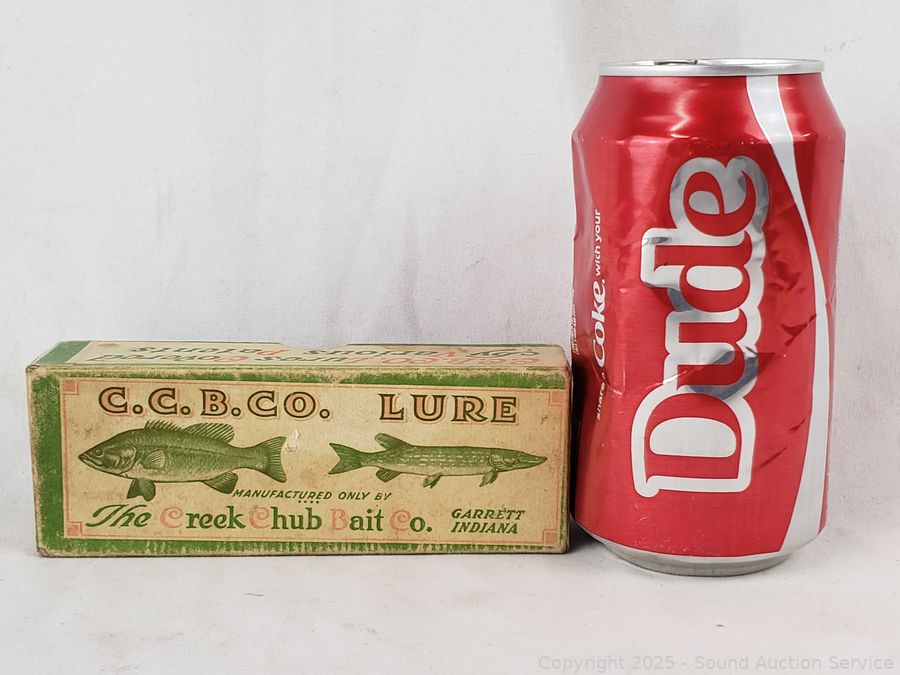 C.C.B.CO. LURE
MANUFACTURED ONLY BY
The Creek Chub Bait Co.
GARRETT
INDIANA
share a Coke® with your
Dude
Copyright 2025 - Sound Auction Service